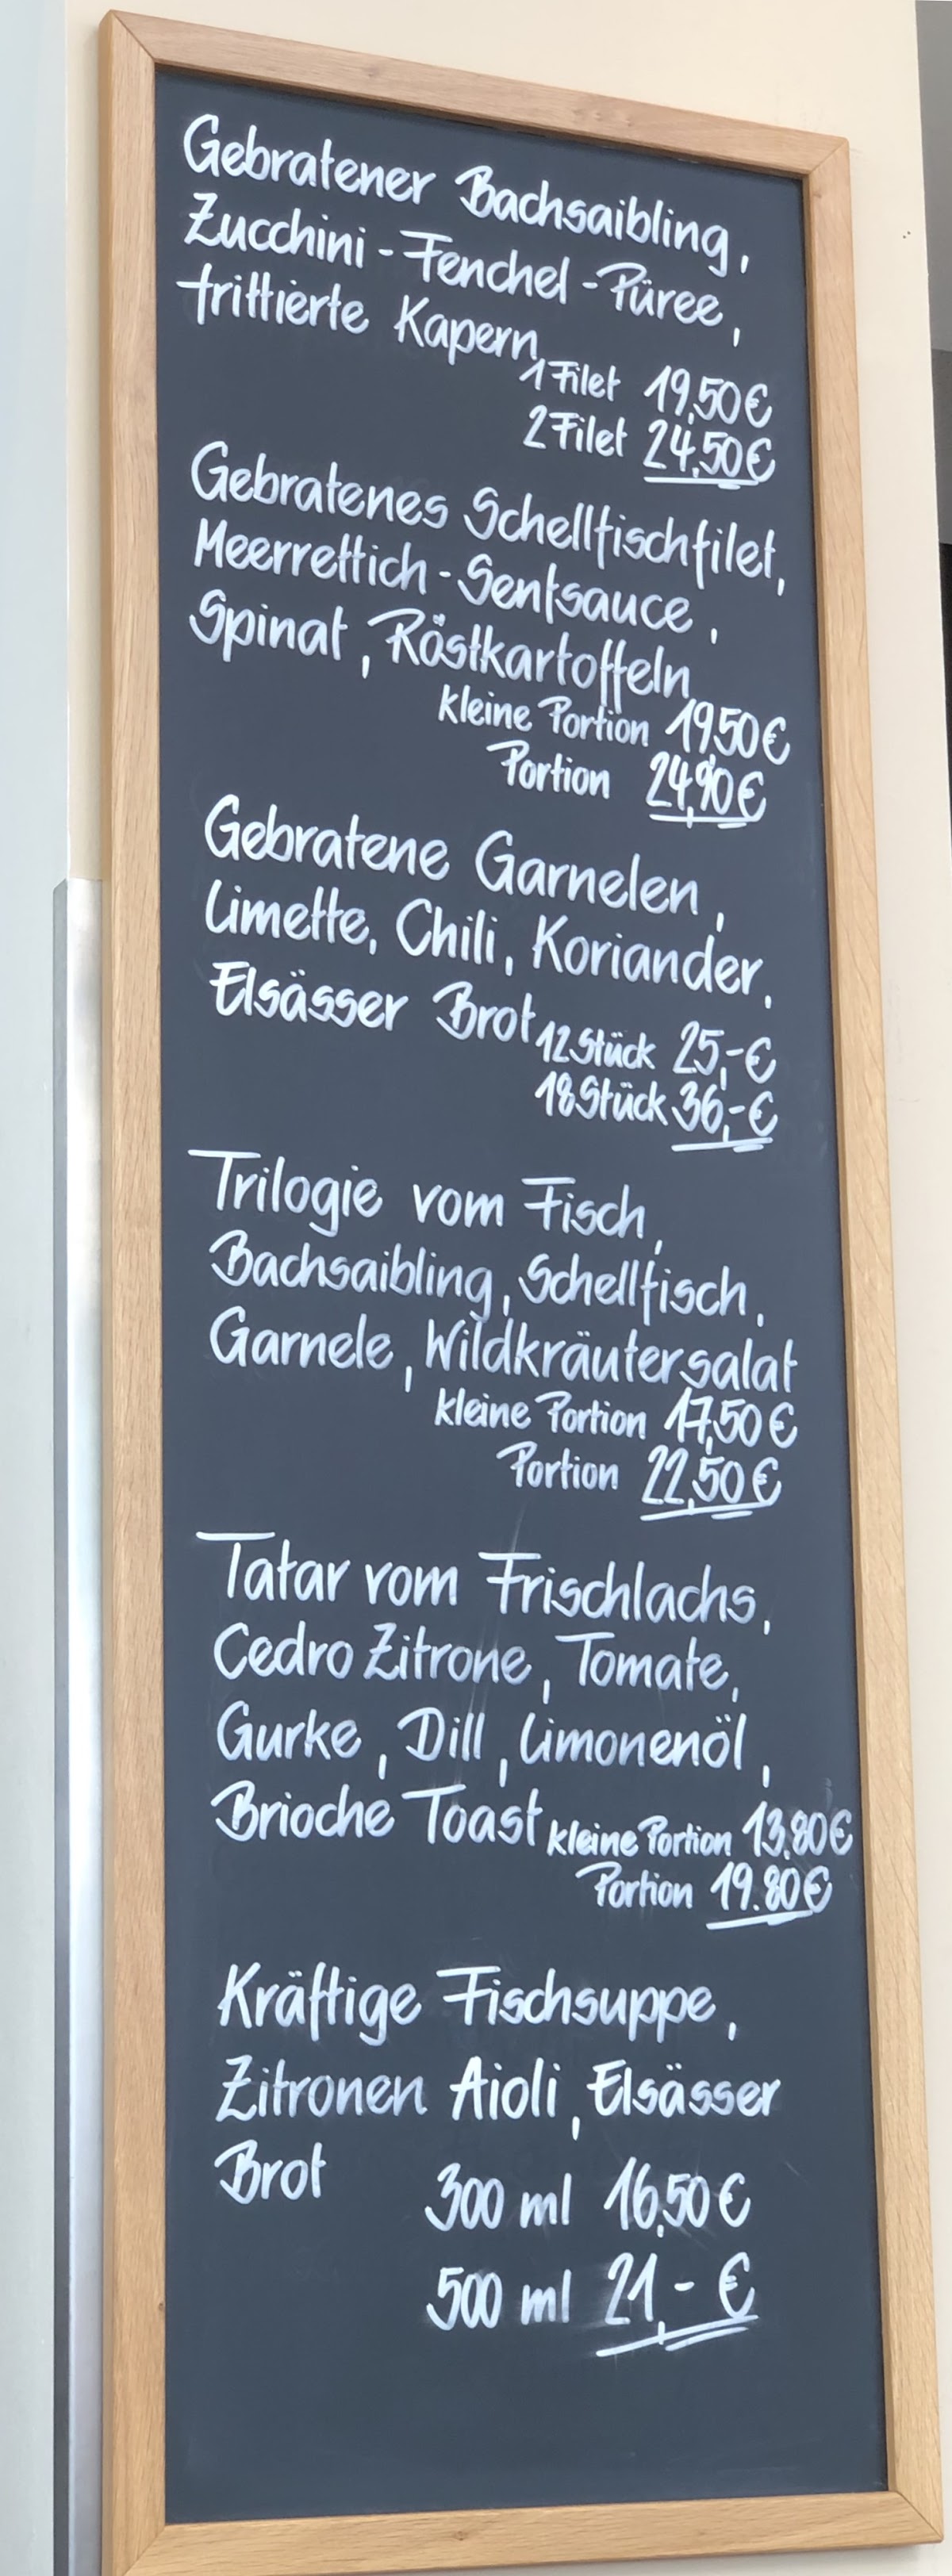 Gebratener Bachsaibling,
Zucchini-Fenchel-Püree,
frittierte Kapern
1 Filet 19,50€
2 Filet 24,50€
Gebratenes Schellfischfilet,
Meerrettich-Senfsauce,
Spinat, Röstkartoffeln
kleine Portion 19,50€
Portion 24,90€
Gebratene Garnelen,
Limette, Chili, Koriander,
Elsässer Brot
12 Stück 25,-€
18 Stück 36,-€
Trilogie vom Fisch,
Bachsaibling, Schellfisch,
Garnele, Wildkräutersalat
kleine Portion 17,50€
Portion 22,50€
Tatar vom Frischlachs,
Cedro Zitrone, Tomate,
Gurke, Dill, Limonenöl,
Brioche Toast kleine Portion 13,80€
Portion 19.80€
Kräftige Fischsuppe,
Zitronen Aioli, Elsässer
Brot 300 ml 16,50€
500 ml 21,- €